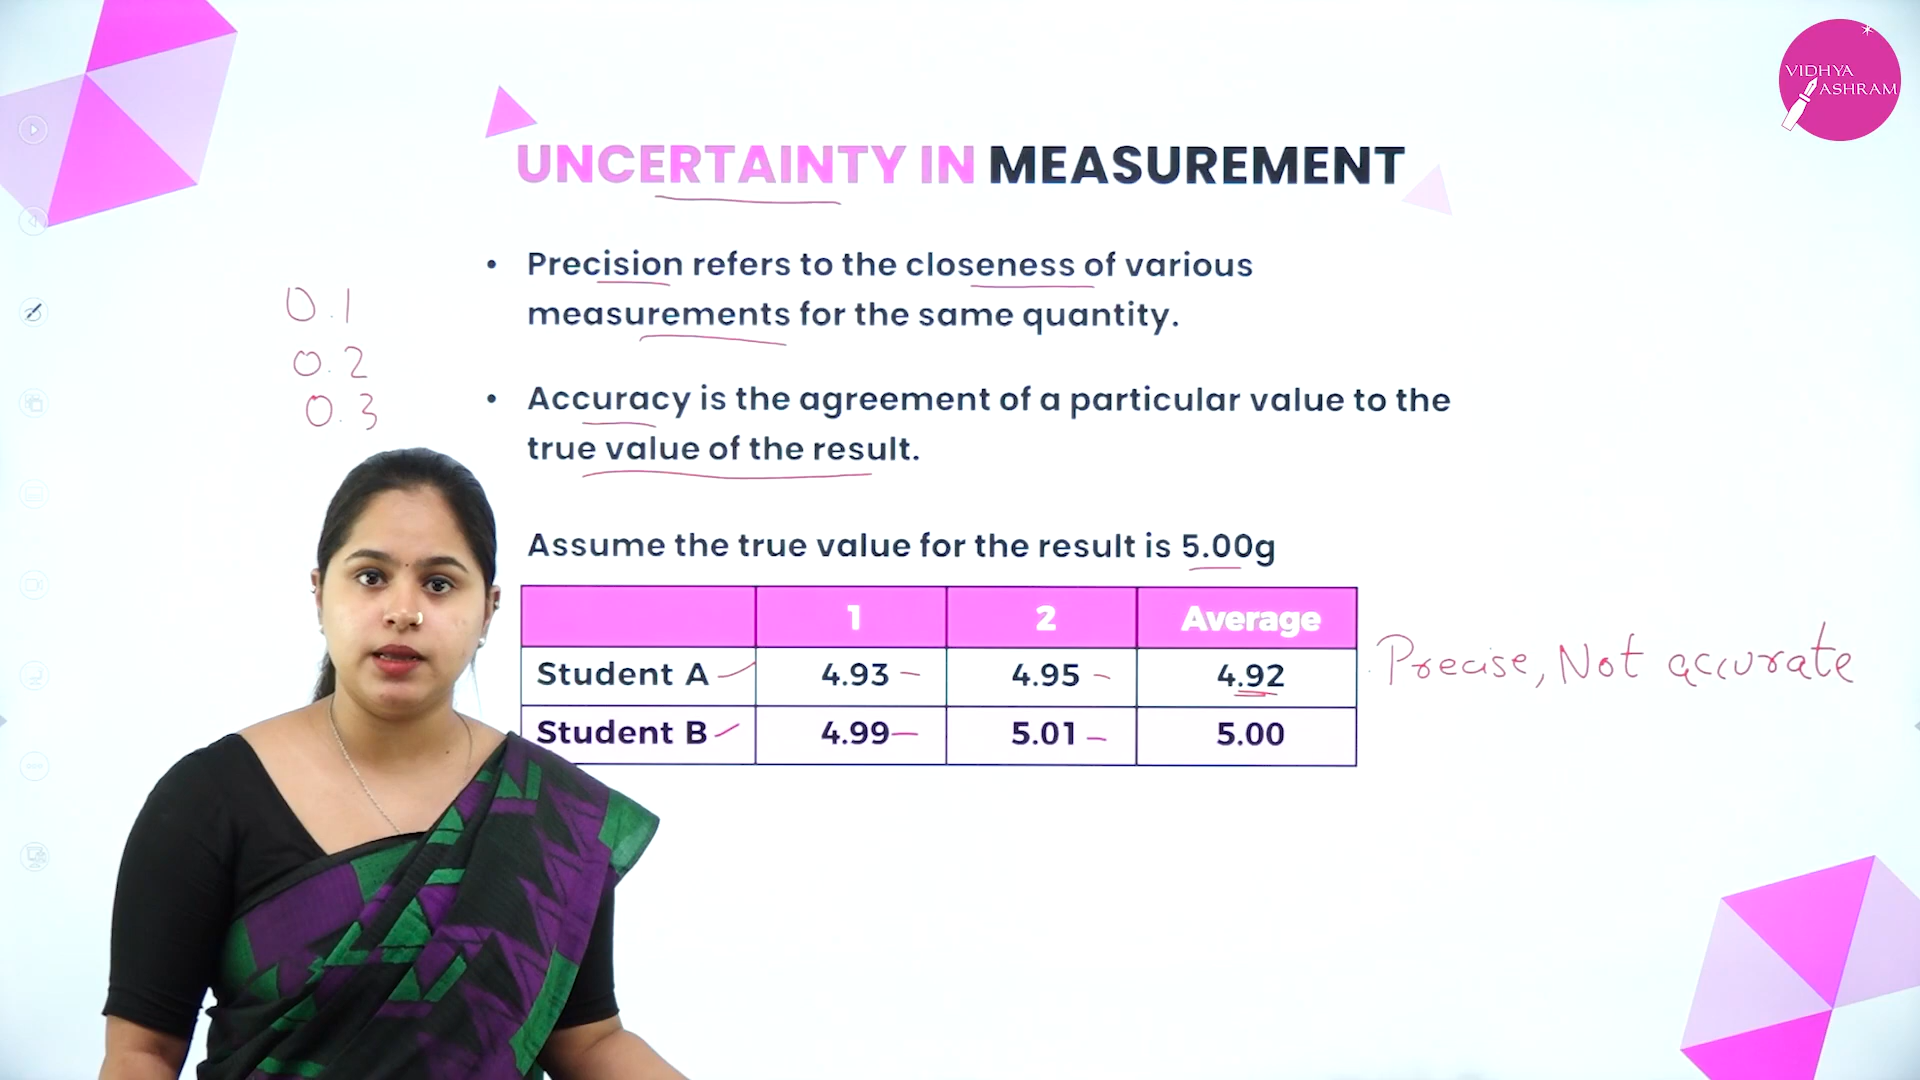 VIDHYA
ASHRAM
UNCERTAINTY IN MEASUREMENT
• Precision refers to the closeness of various
measurements for the same quantity.
0.1
0.2
0.3
• Accuracy is the agreement of a particular value to the
true value of the result.
Assume the true value for the result is 5.00g
1 2 Average
Student A 4.93 4.95 4.92
Precise, Not accurate
Student B 4.99 5.01 5.00